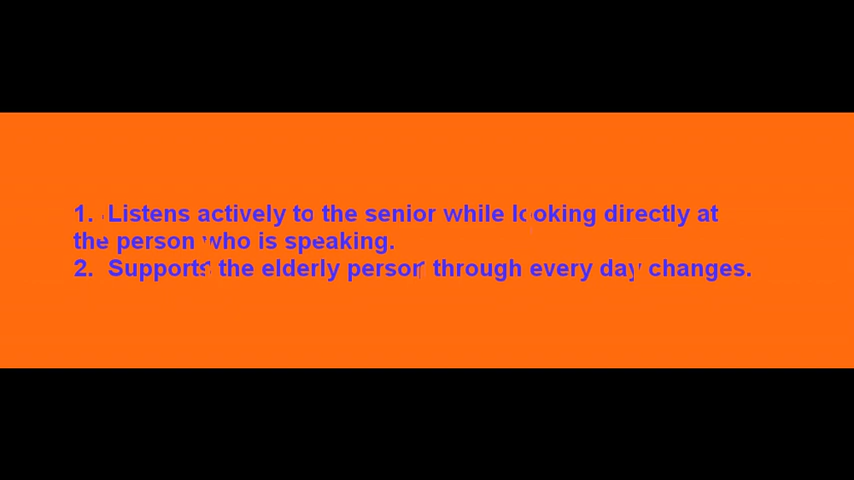 1. Listens actively to the senior while looking directly at
the person who is speaking.
2. Supports the elderly person through every day changes.